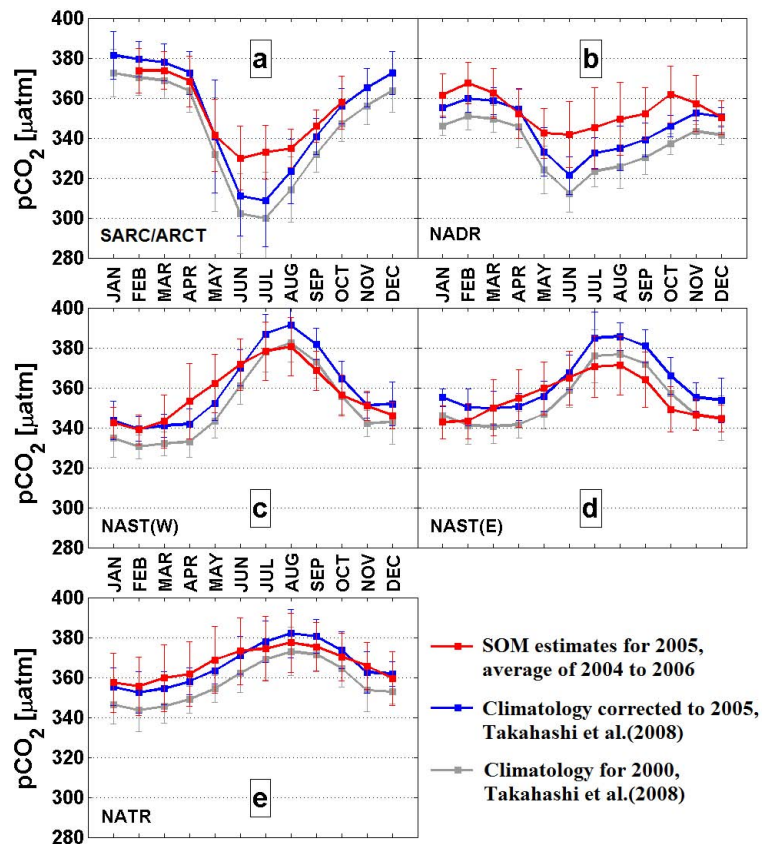 400
380
360
340
320
300
280
pCO2 [µatm]
a
b
SARC/ARCT
NADR
JAN
FEB
MAR
APR
MAY
JUN
JUL
AUG
SEP
OCT
NOV
DEC
JAN
FEB
MAR
APR
MAY
JUN
JUL
AUG
SEP
OCT
NOV
DEC
400
380
360
340
320
300
280
pCO2 [µatm]
c
d
NAST(W)
NAST(E)
JAN
FEB
MAR
APR
MAY
JUN
JUL
AUG
SEP
OCT
NOV
DEC
400
380
360
340
320
300
280
pCO2 [µatm]
e
NATR
SOM estimates for 2005,
average of 2004 to 2006
Climatology corrected to 2005,
Takahashi et al.(2008)
Climatology for 2000,
Takahashi et al.(2008)